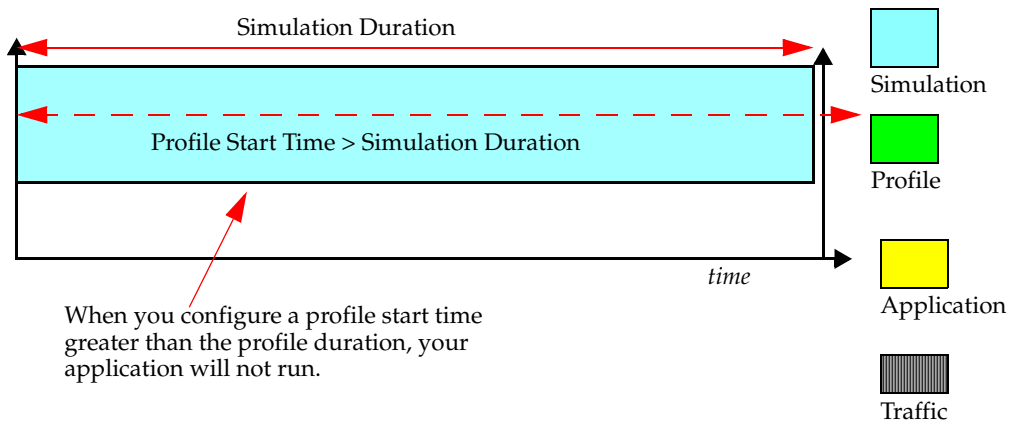 Simulation Duration
Simulation
Profile Start Time > Simulation Duration
Profile
time
Application
When you configure a profile start time
greater than the profile duration, your
application will not run.
Traffic